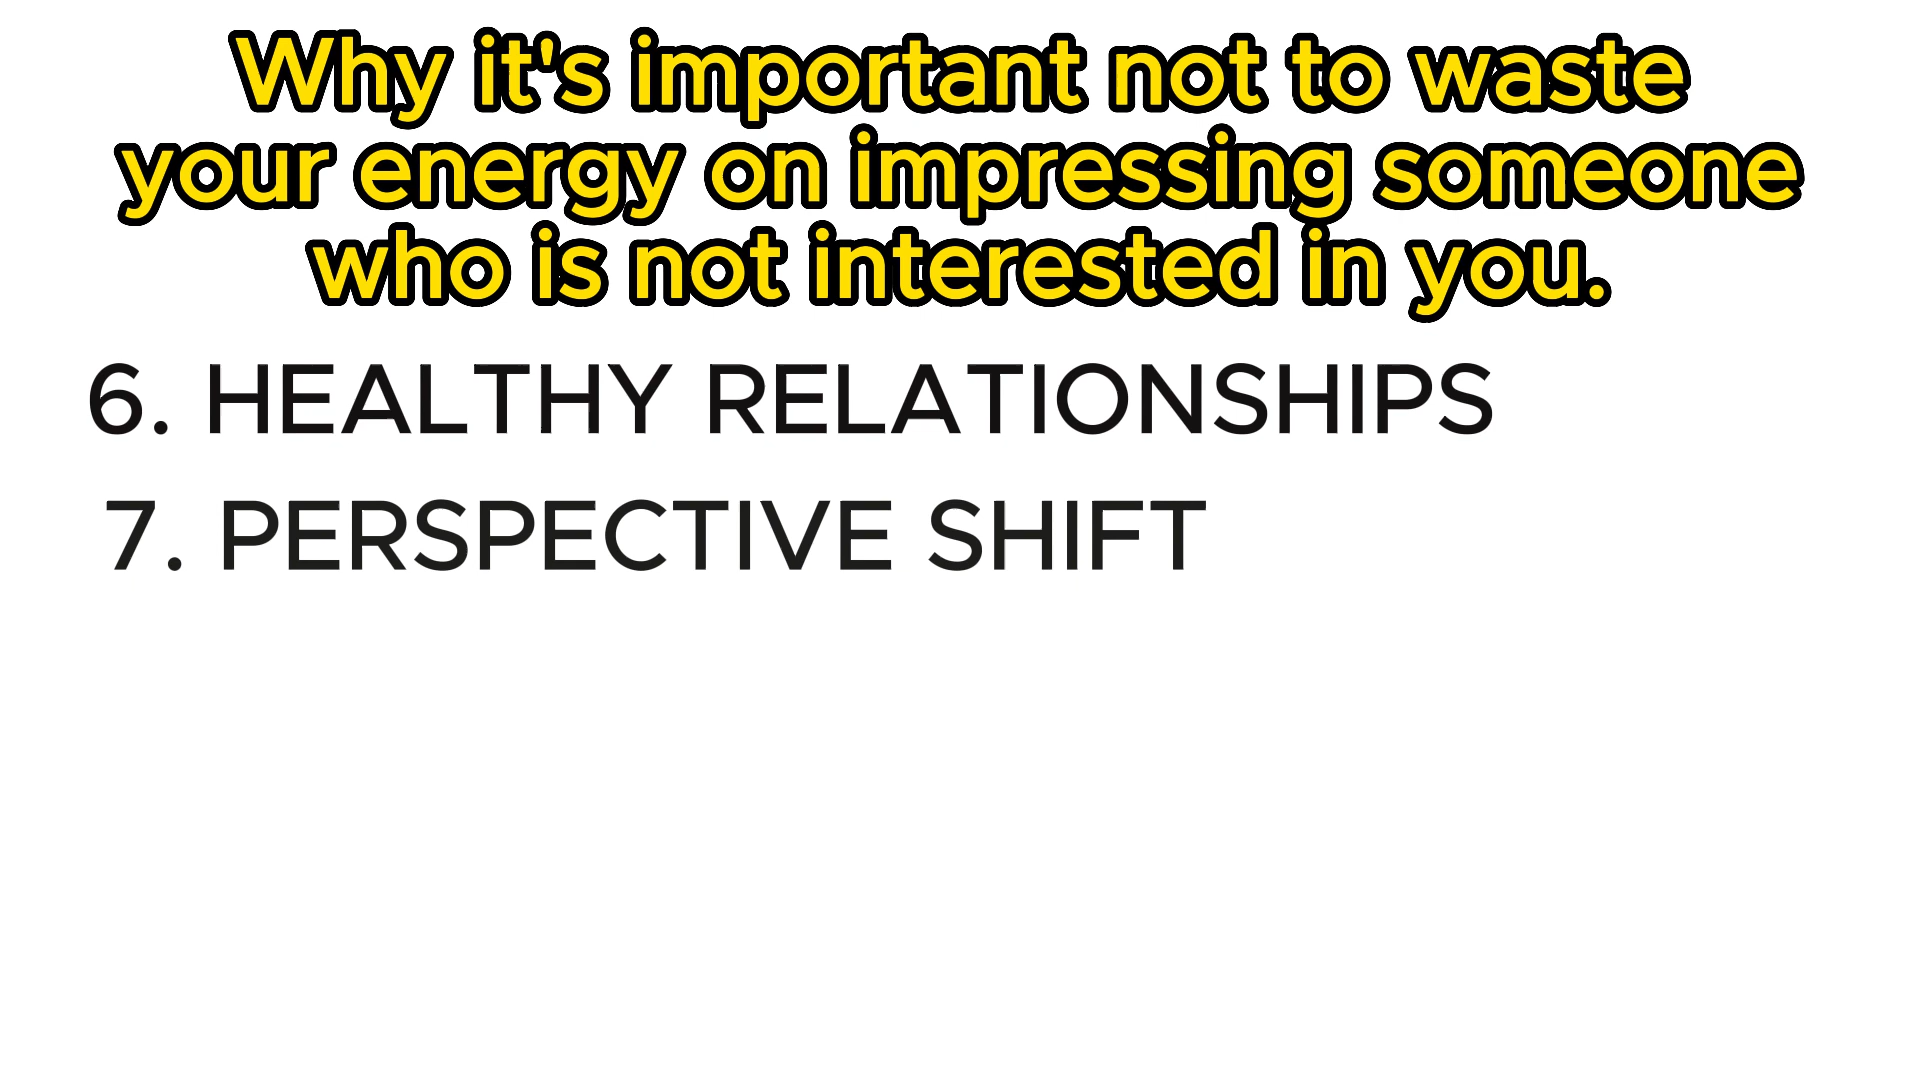 Why it's important not to waste
your energy on impressing someone
who is not interested in you.
6. HEALTHY RELATIONSHIPS
7. PERSPECTIVE SHIFT